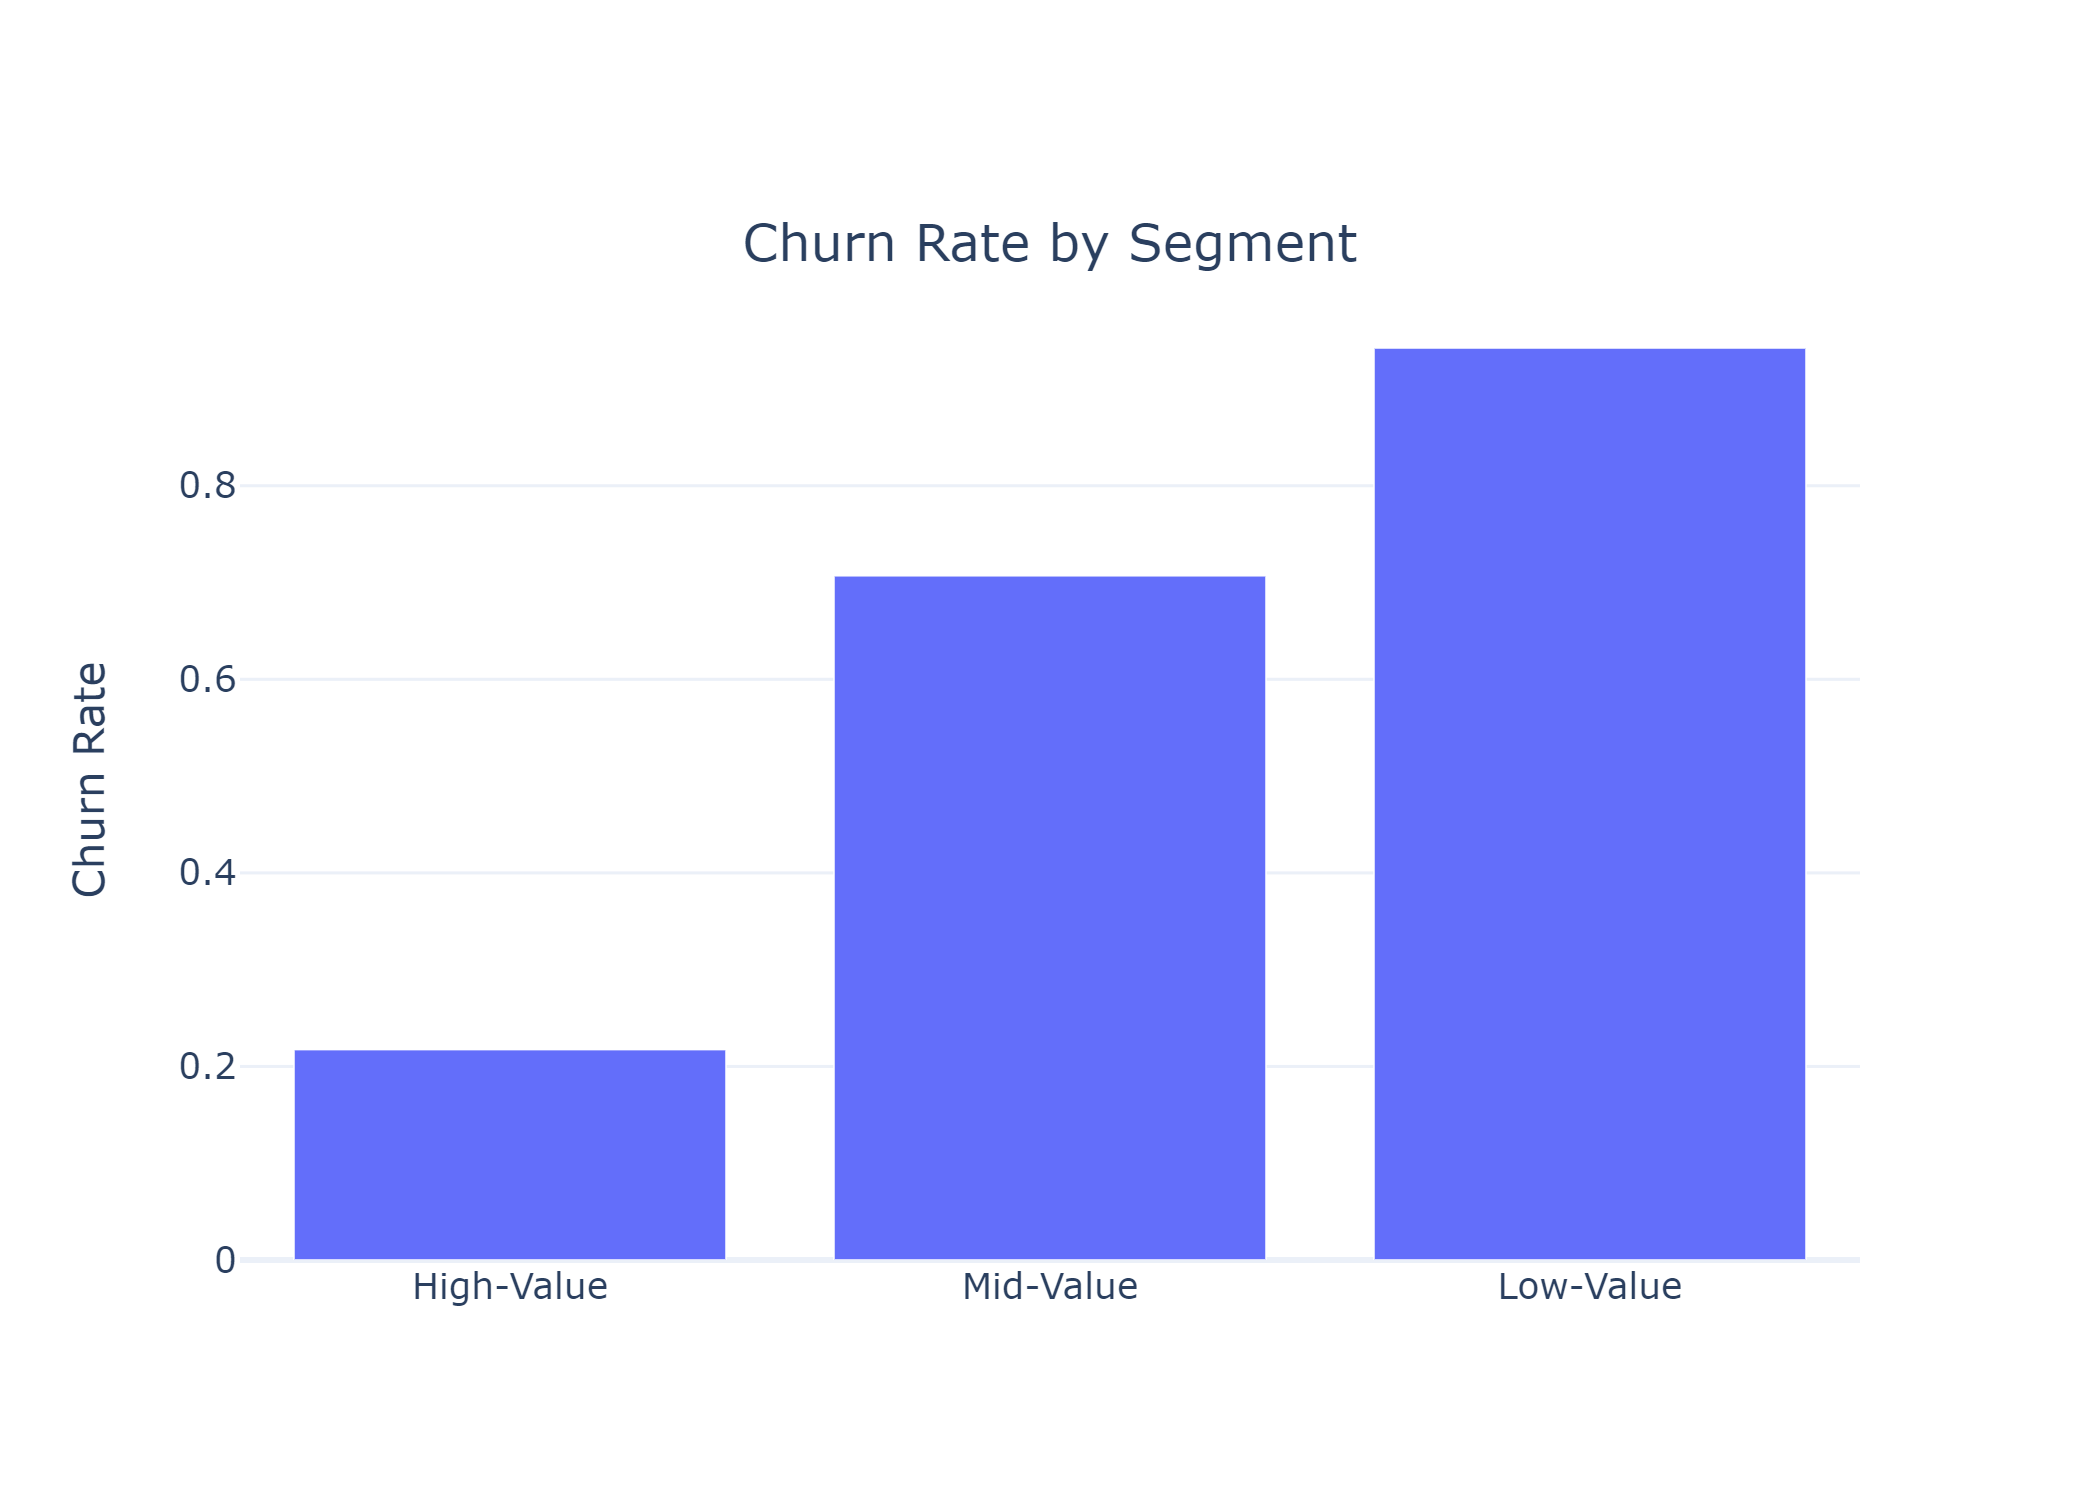 Churn Rate by Segment
Churn Rate
0.8
0.6
0.4
0.2
0
High-Value
Mid-Value
Low-Value